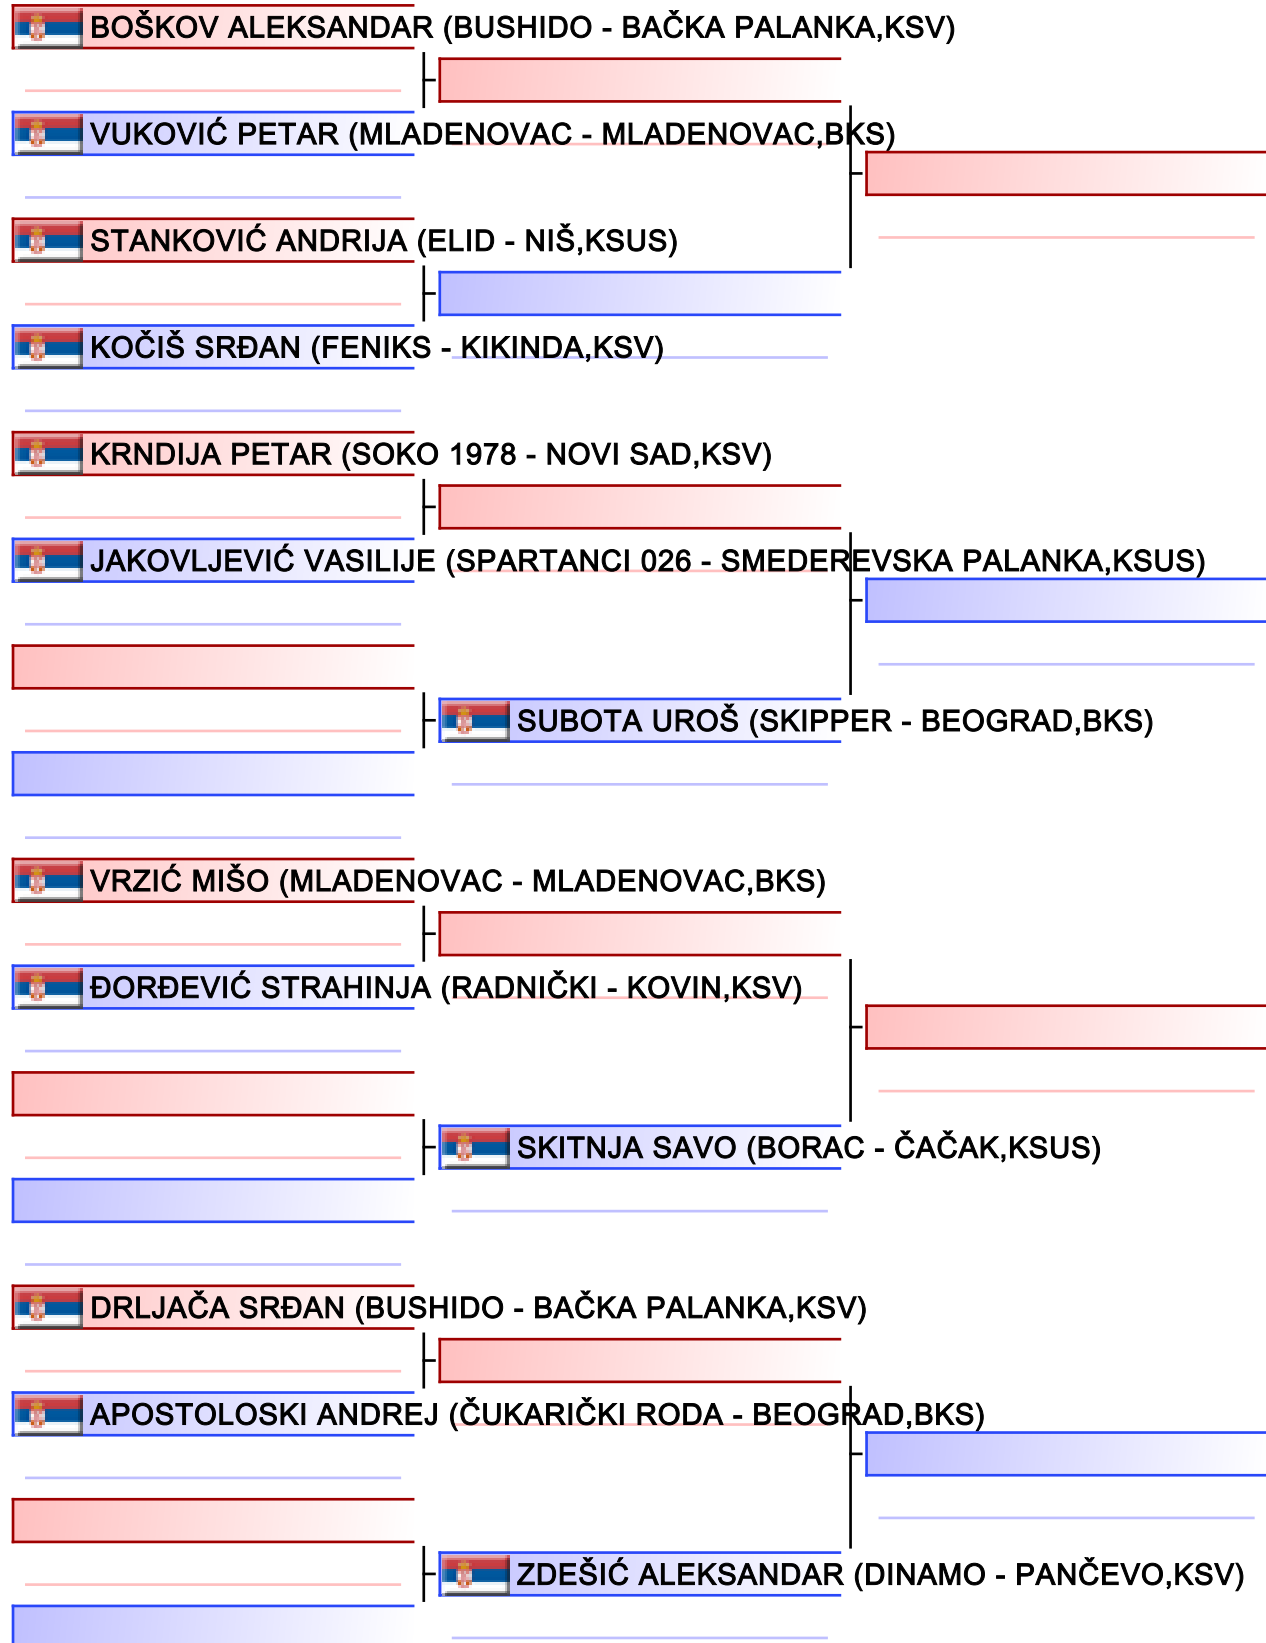 BOŠKOV ALEKSANDAR (BUSHIDO - BAČKA PALANKA,KSV)
VUKOVIĆ PETAR (MLADENOVAC - MLADENOVAC,BKS)
STANKOVIĆ ANDRIJA (ELID - NIŠ,KSUS)
KOČIŠ SRĐAN (FENIKS - KIKINDA,KSV)
KRNDIJA PETAR (SOKO 1978 - NOVI SAD,KSV)
JAKOVLJEVIĆ VASILIJE (SPARTANCI 026 - SMEDEREVSKA PALANKA,KSUS)
SUBOTA UROŠ (SKIPPER - BEOGRAD,BKS)
VRZIĆ MIŠO (MLADENOVAC - MLADENOVAC,BKS)
ĐORĐEVIĆ STRAHINJA (RADNIČKI - KOVIN,KSV)
SKITNJA SAVO (BORAC - ČAČAK,KSUS)
DRLJAČA SRĐAN (BUSHIDO - BAČKA PALANKA,KSV)
APOSTOLOSKI ANDREJ (ČUKARIČKI RODA - BEOGRAD,BKS)
ZDEŠIĆ ALEKSANDAR (DINAMO - PANČEVO,KSV)